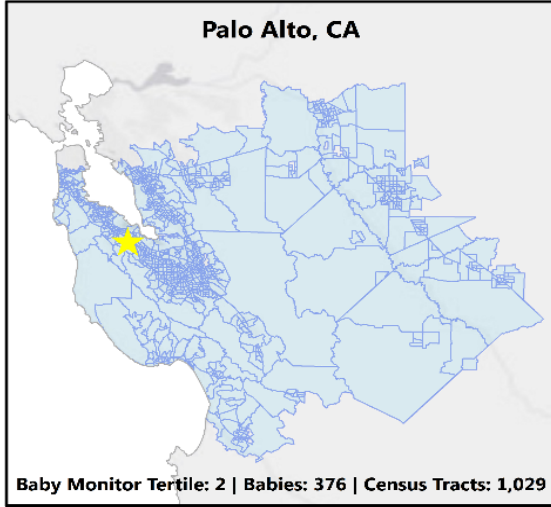 Palo Alto, CA
Baby Monitor Tertile: 2 | Babies: 376 | Census Tracts: 1,029